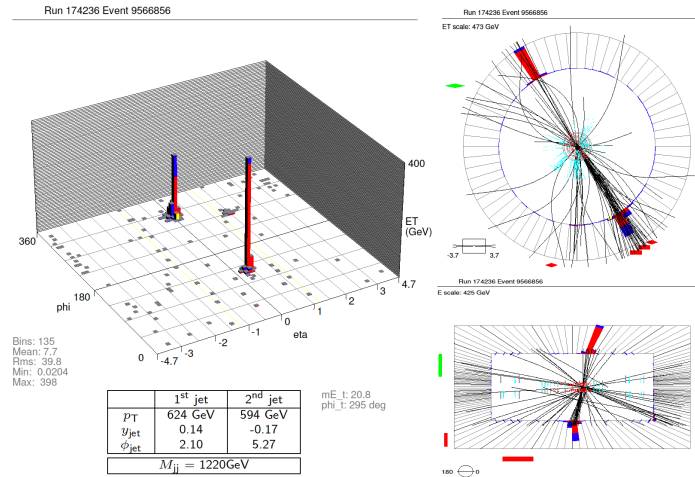 Run 174236 Event 9566856
400
ET
(GeV)
360
180
phi
0
-4.7
-3
-2
-1
0
1
2
3
4.7
eta
Bins: 135
Mean: 7.7
Rms: 39.8
Min: 0.0204
Max: 398
mE_t: 20.8
phi_t: 295 deg
1st jet 2nd jet
pT 624 GeV 594 GeV
yjet 0.14 -0.17
ϕjet 2.10 5.27
Mjj = 1220GeV
Run 174236 Event 9566856
ET scale: 473 GeV
-3.7 3.7
Run 174236 Event 9566856
E scale: 425 GeV
180 0